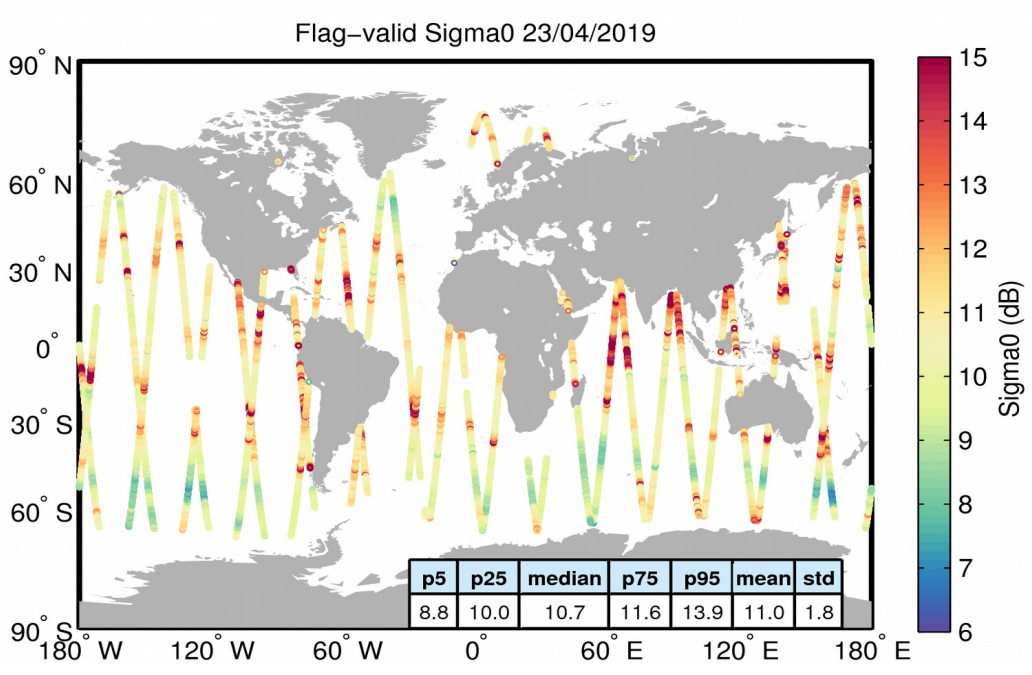 Flag−valid Sigma0 23/04/2019
90° N
60° N
30° N
0°
30° S
60° S
90° S
180° W
120° W
60° W
0°
60° E
120° E
180° E
p5 p25 median p75 p95 mean std
8.8 10.0 10.7 11.6 13.9 11.0 1.8
15
14
13
12
11
10
9
8
7
6
Sigma0 (dB)